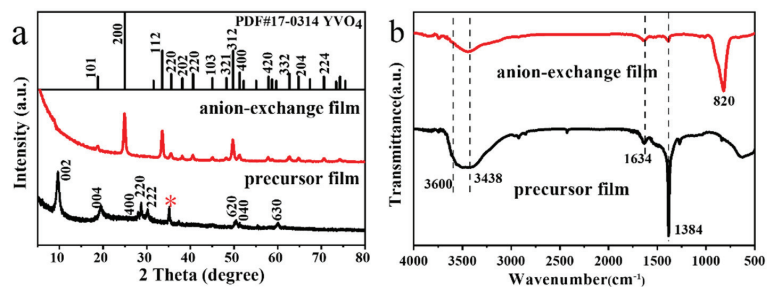 a
PDF#17-0314 YVO4
101
200
112
220
202
220
103
321
312
400
420
332
204
224
anion-exchange film
precursor film
002
004
400
220
222
*
620
040
630
Intensity (a.u.)
10 20 30 40 50 60 70 80
2 Theta (degree)
b
anion-exchange film
820
1634
3600
3438
precursor film
1384
Transmittance(a.u.)
4000 3500 3000 2500 2000 1500 1000 500
Wavenumber(cm-1)